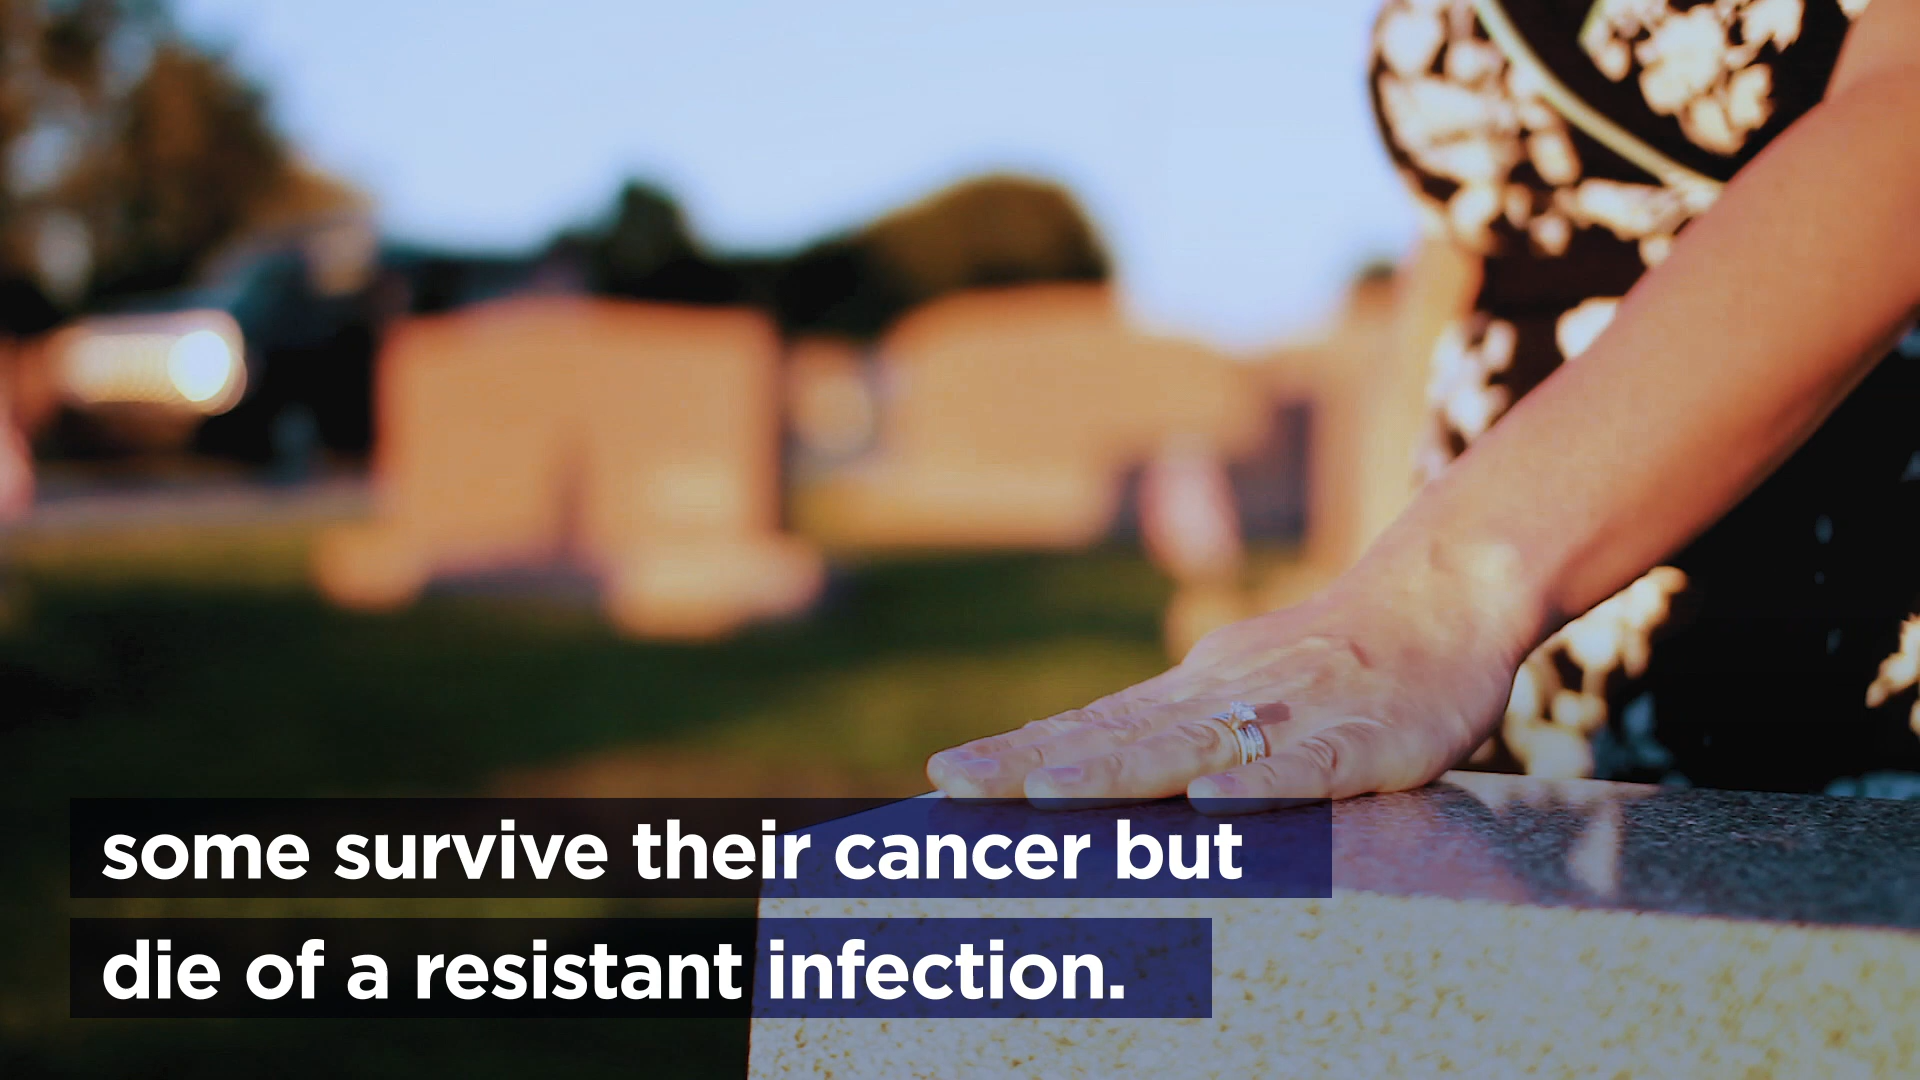 some survive their cancer but
die of a resistant infection.